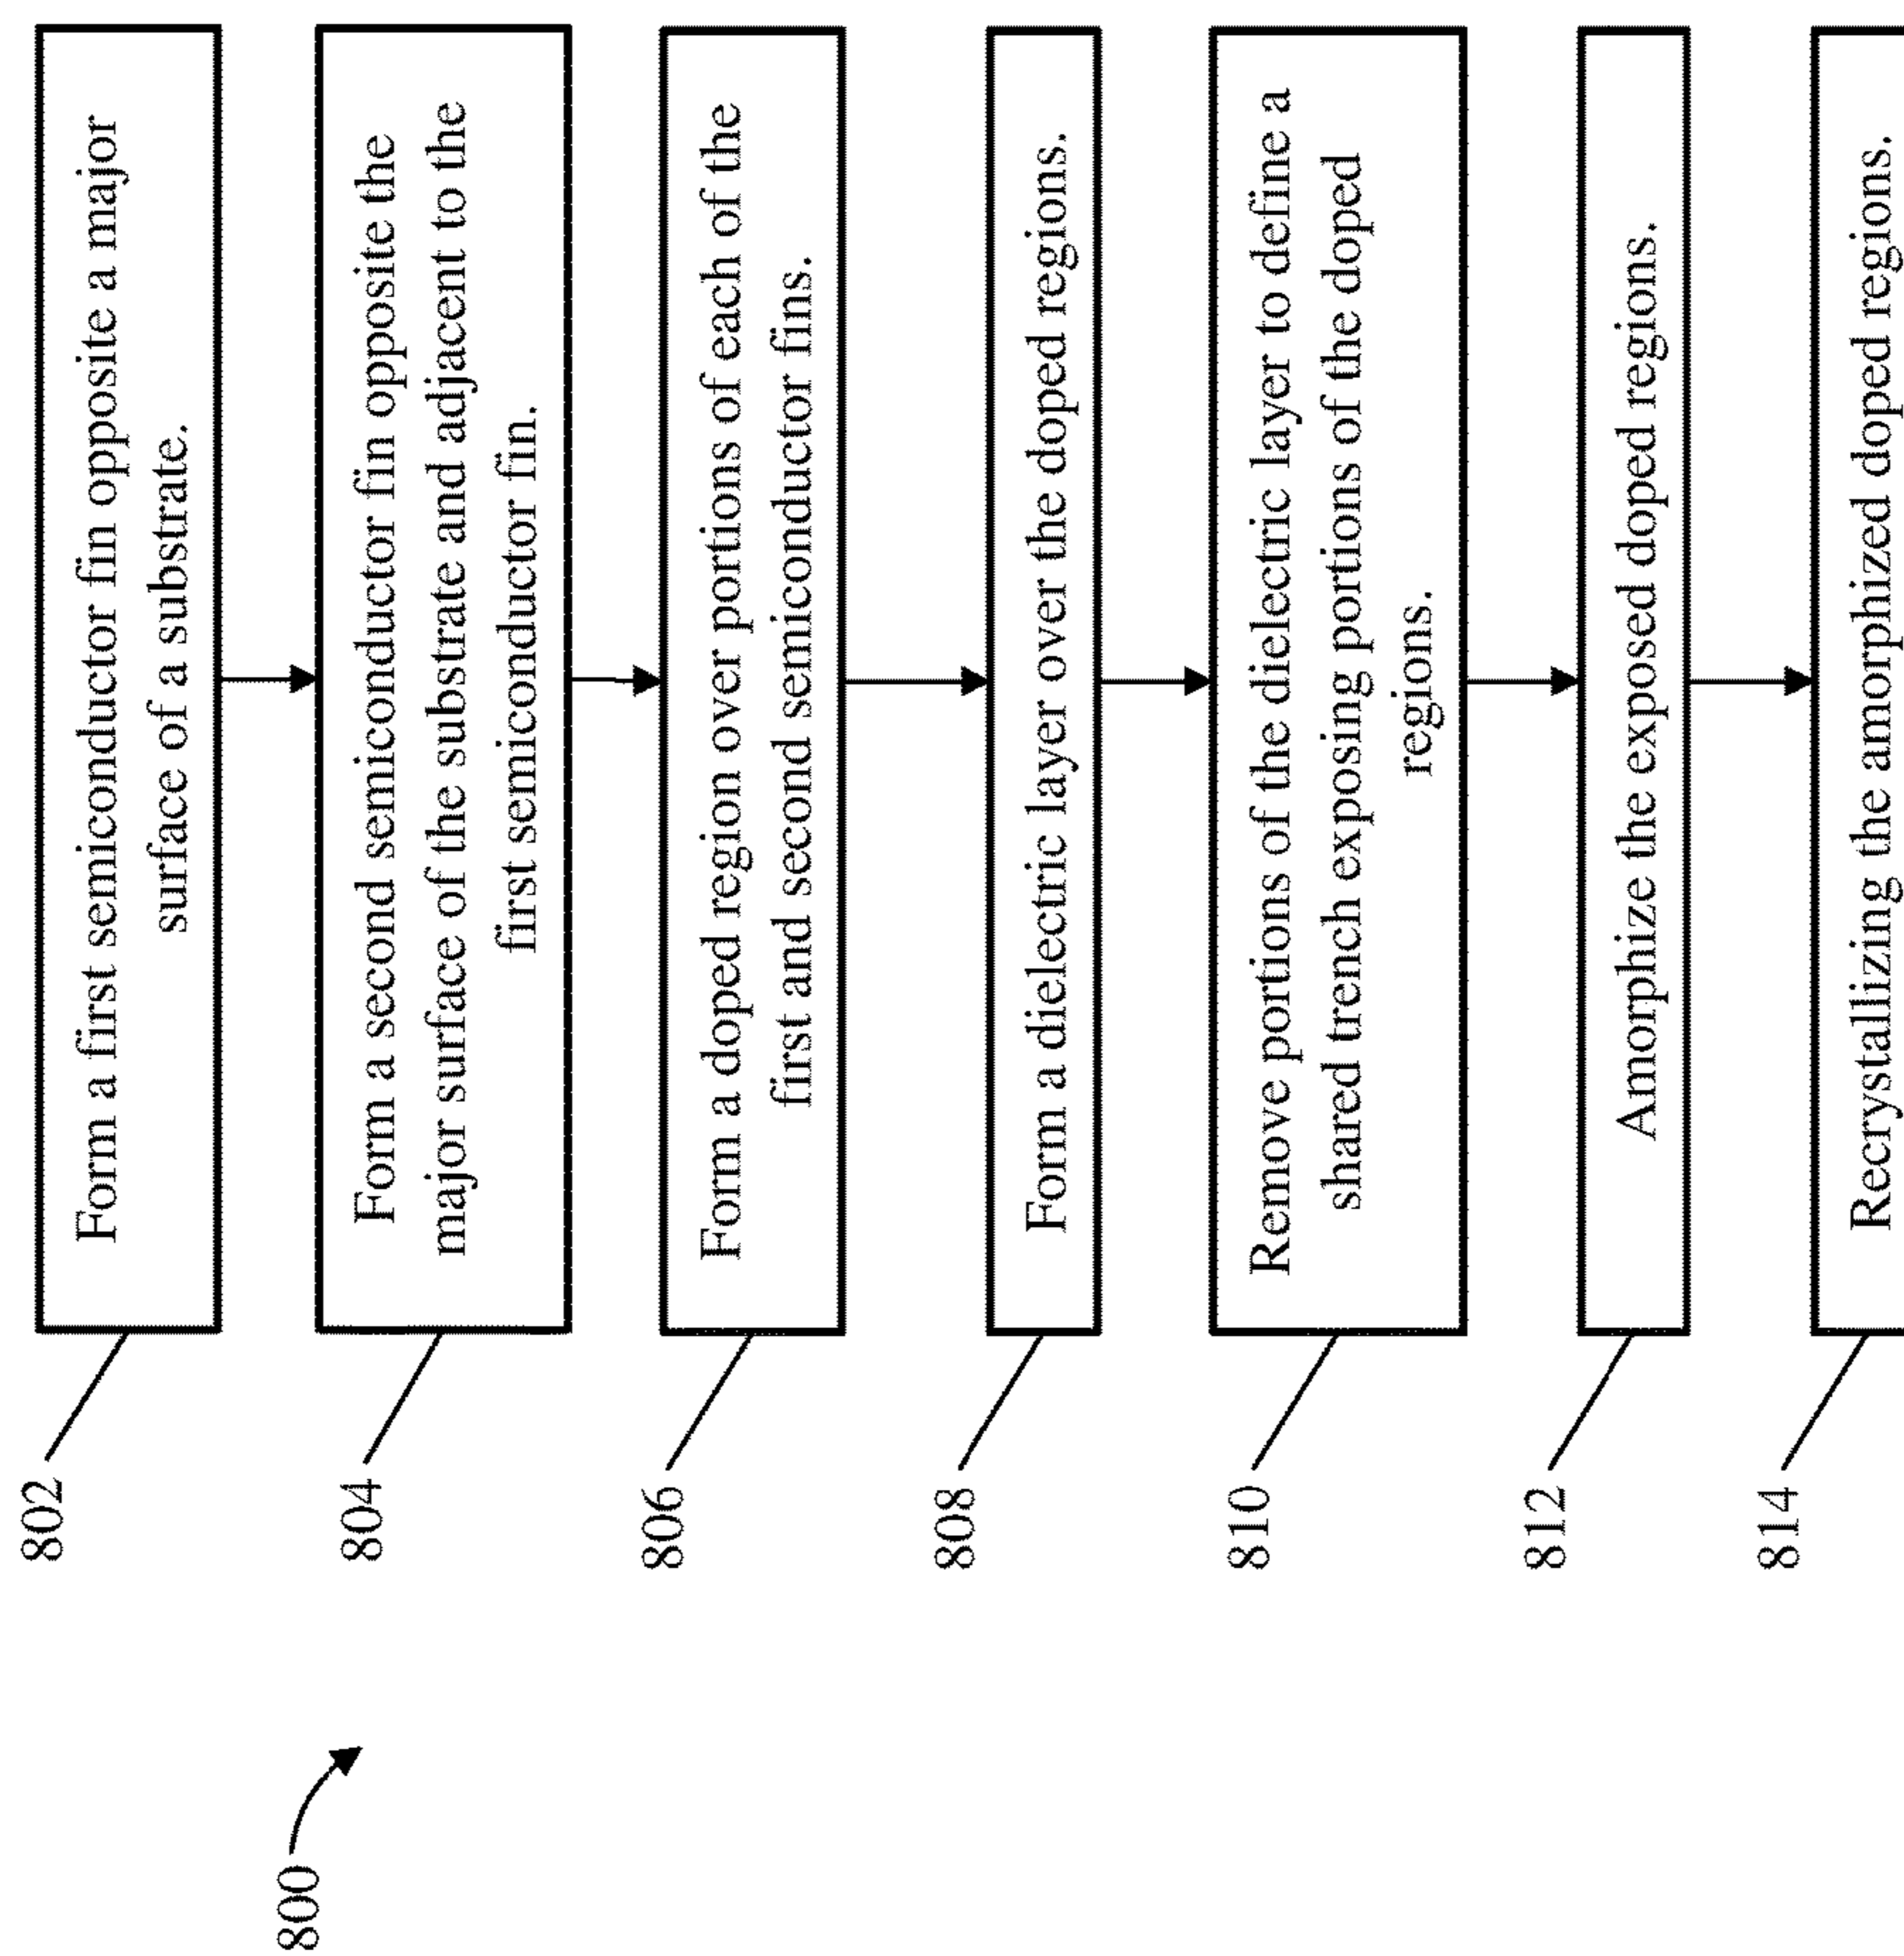 800
802
Form a first semiconductor fin opposite a major
surface of a substrate.
804
Form a second semiconductor fin opposite the
major surface of the substrate and adjacent to the
first semiconductor fin.
806
Form a doped region over portions of each of the
first and second semiconductor fins.
808
Form a dielectric layer over the doped regions.
810
Remove portions of the dielectric layer to define a
shared trench exposing portions of the doped
regions.
812
Amorphize the exposed doped regions.
814
Recrystallizing the amorphized doped regions.